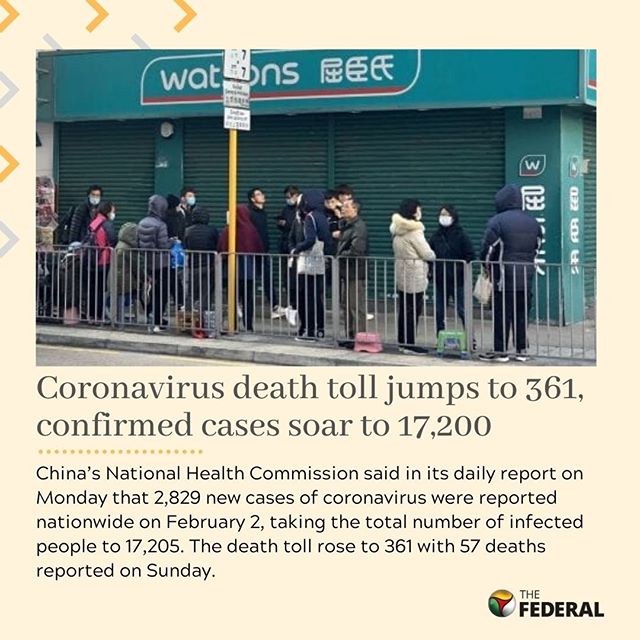 7
7
watsons 屈臣氏
w
Coronavirus death toll jumps to 361,
confirmed cases soar to 17,200
China’s National Health Commission said in its daily report on
Monday that 2,829 new cases of coronavirus were reported
nationwide on February 2, taking the total number of infected
people to 17,205. The death toll rose to 361 with 57 deaths
reported on Sunday.
THE
FEDERAL